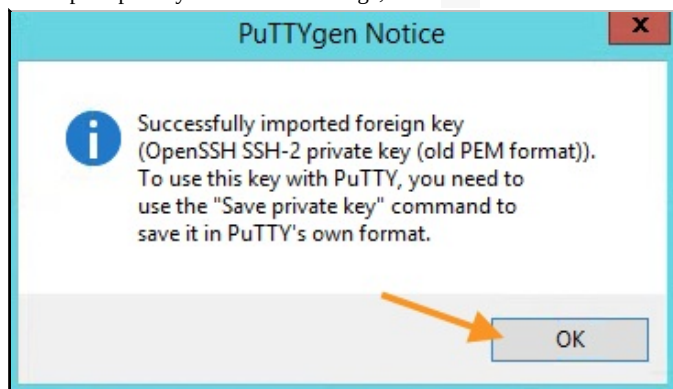 PuTTYgen Notice
X
Successfully imported foreign key
(OpenSSH SSH-2 private key (old PEM format)).
To use this key with PuTTY, you need to
use the "Save private key" command to
save it in PuTTY's own format.
OK